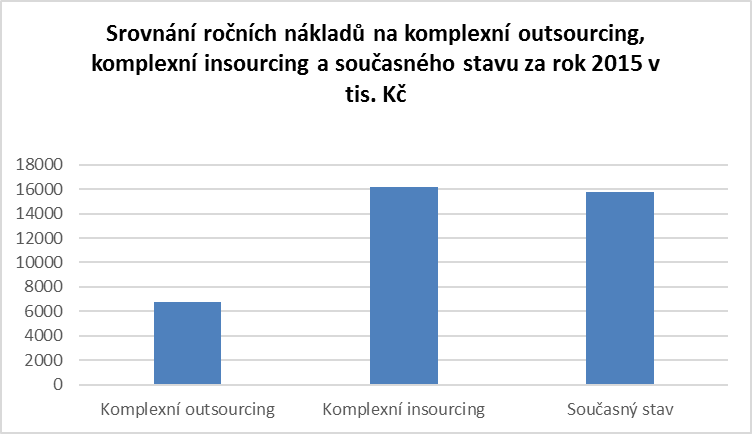 Srovnání ročních nákladů na komplexní outsourcing,
komplexní insourcing a současného stavu za rok 2015 v
tis. Kč
18000
16000
14000
12000
10000
8000
6000
4000
2000
0
Komplexní outsourcing
Komplexní insourcing
Současný stav